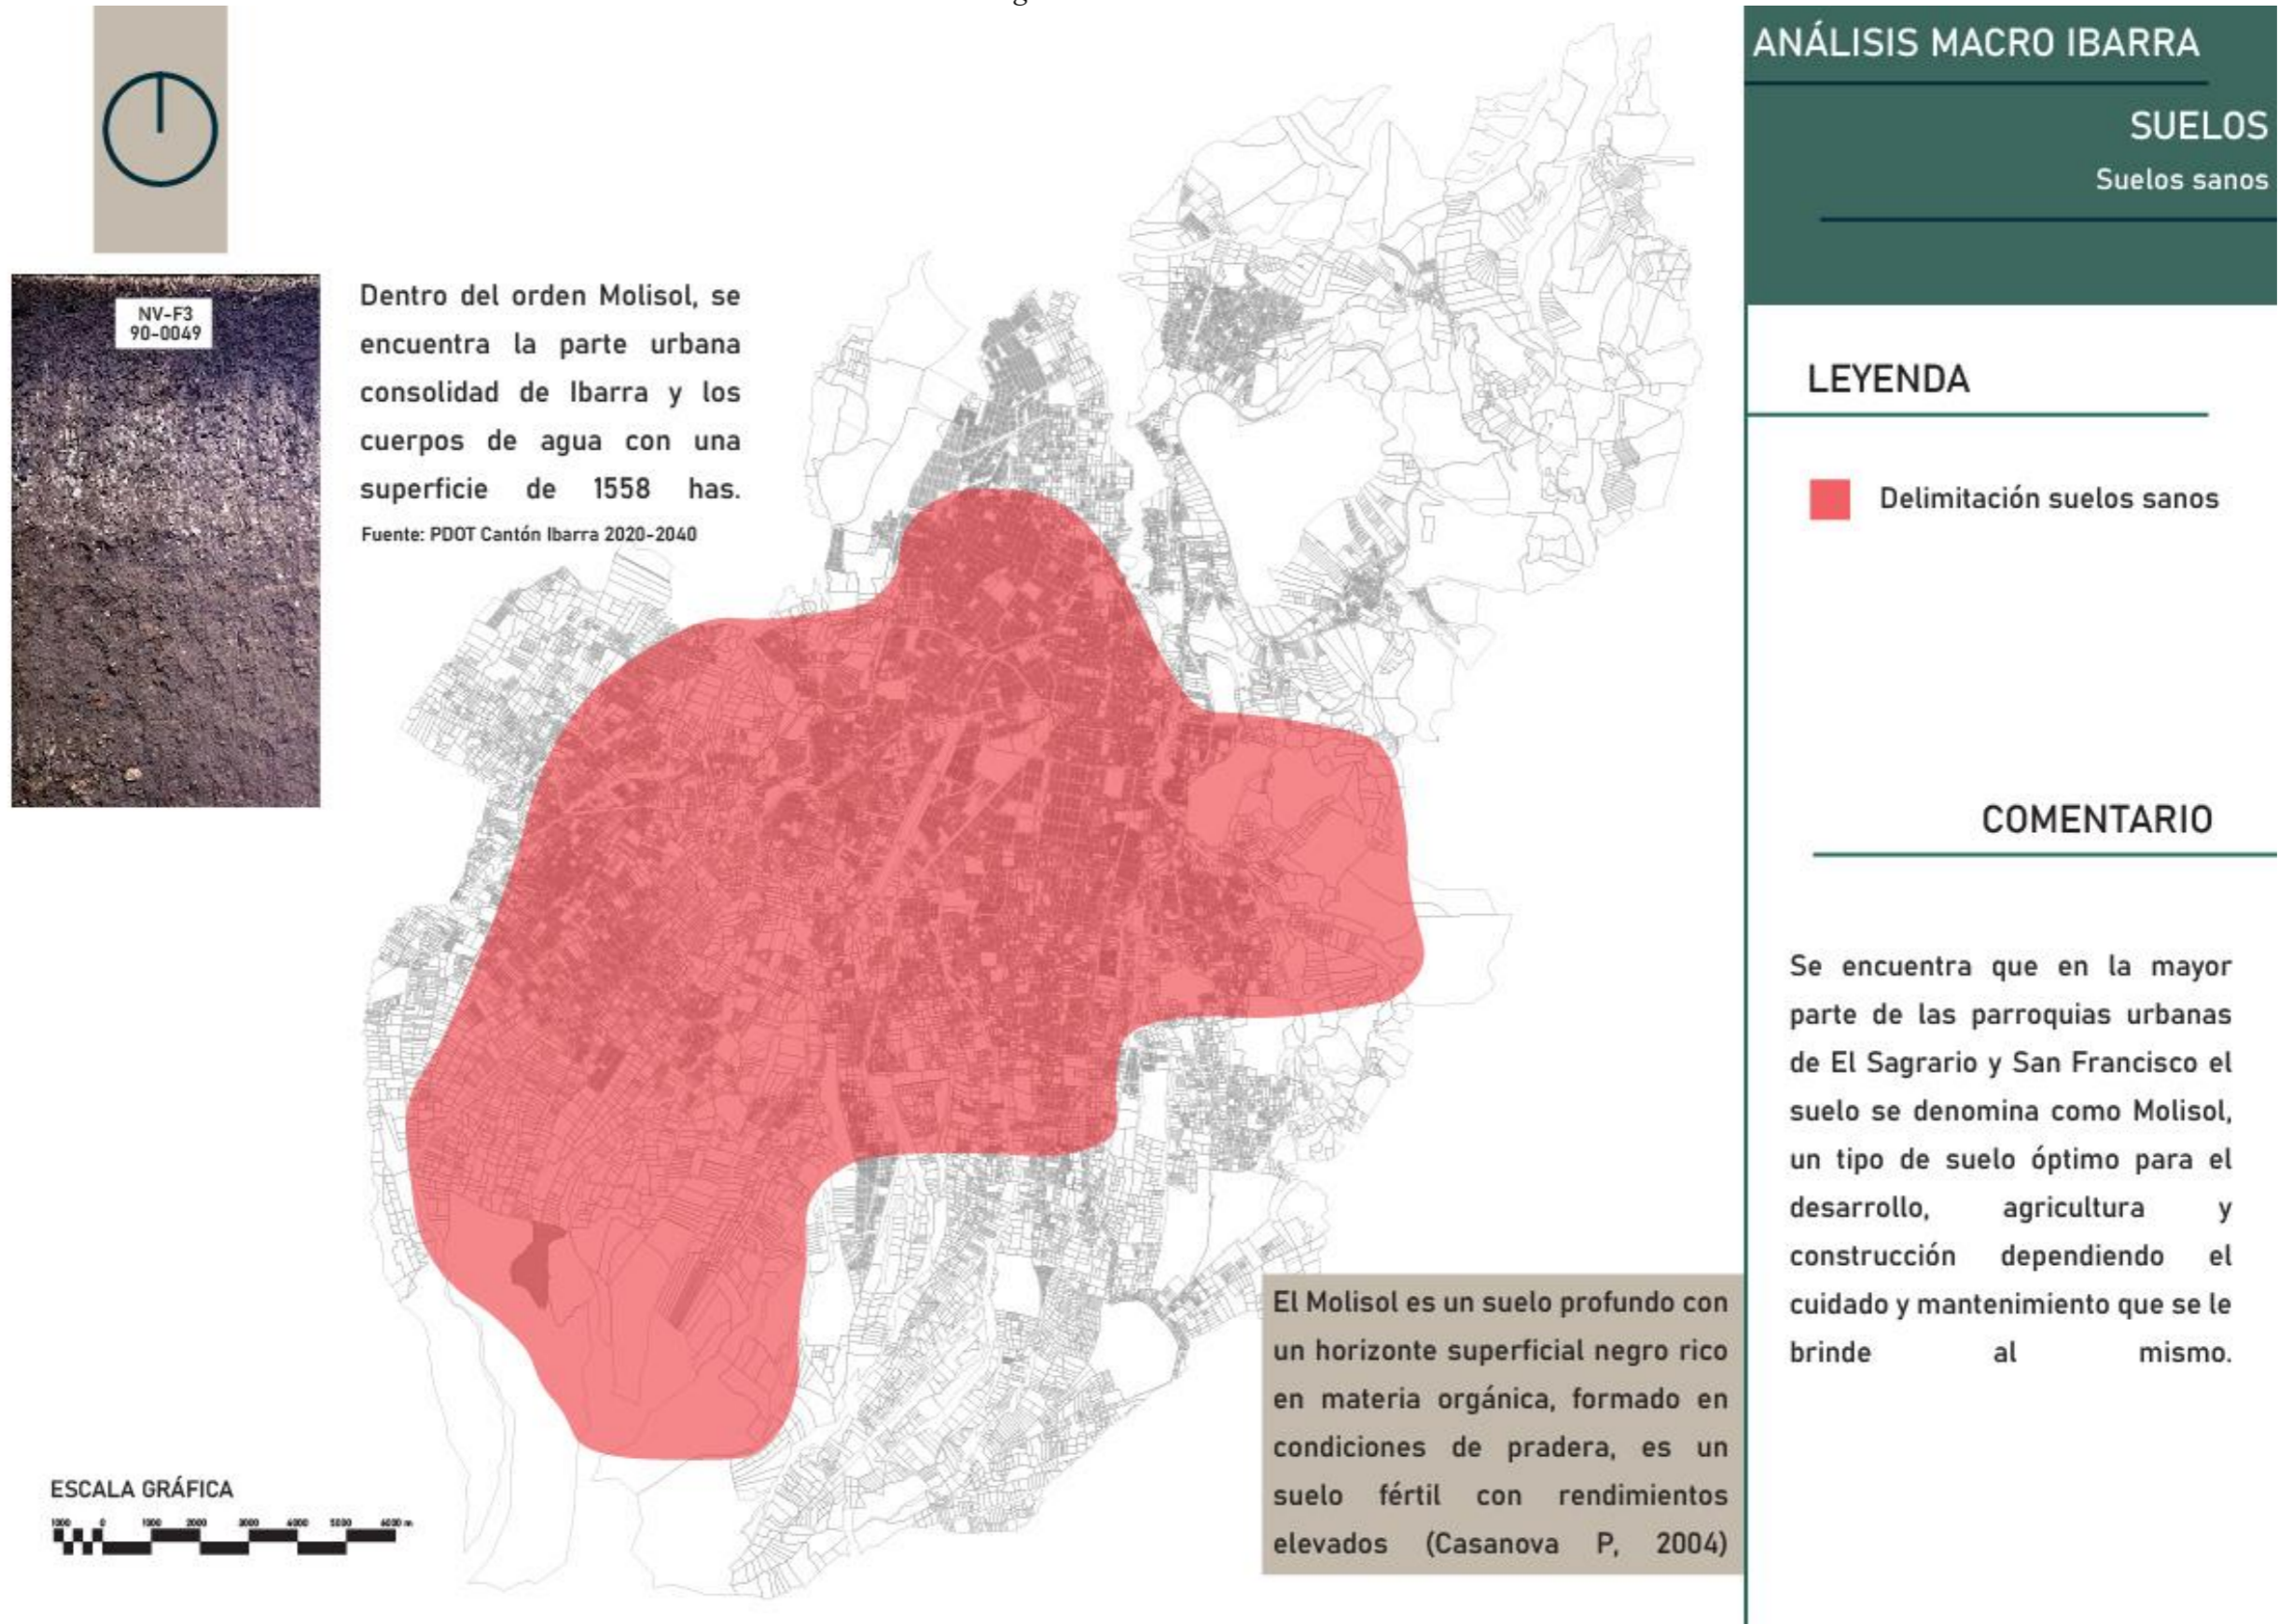 ANÁLISIS MACRO IBARRA
SUELOS
Suelos sanos
NV-F3
90-0049
Dentro del orden Molisol, se
encuentra la parte urbana
consolidad de Ibarra y los
cuerpos de agua con una
superficie de 1558 has.
Fuente: PDOT Cantón Ibarra 2020-2040
LEYENDA
Delimitación suelos sanos
COMENTARIO
Se encuentra que en la mayor
parte de las parroquias urbanas
de El Sagrario y San Francisco el
suelo se denomina como Molisol,
un tipo de suelo óptimo para el
desarrollo, agricultura y
construcción dependiendo el
cuidado y mantenimiento que se le
brinde al mismo.
El Molisol es un suelo profundo con
un horizonte superficial negro rico
en materia orgánica, formado en
condiciones de pradera, es un
suelo fértil con rendimientos
elevados (Casanova P, 2004)
ESCALA GRÁFICA
1000 0 1000 2000 3000 4000 5000 6000 m.